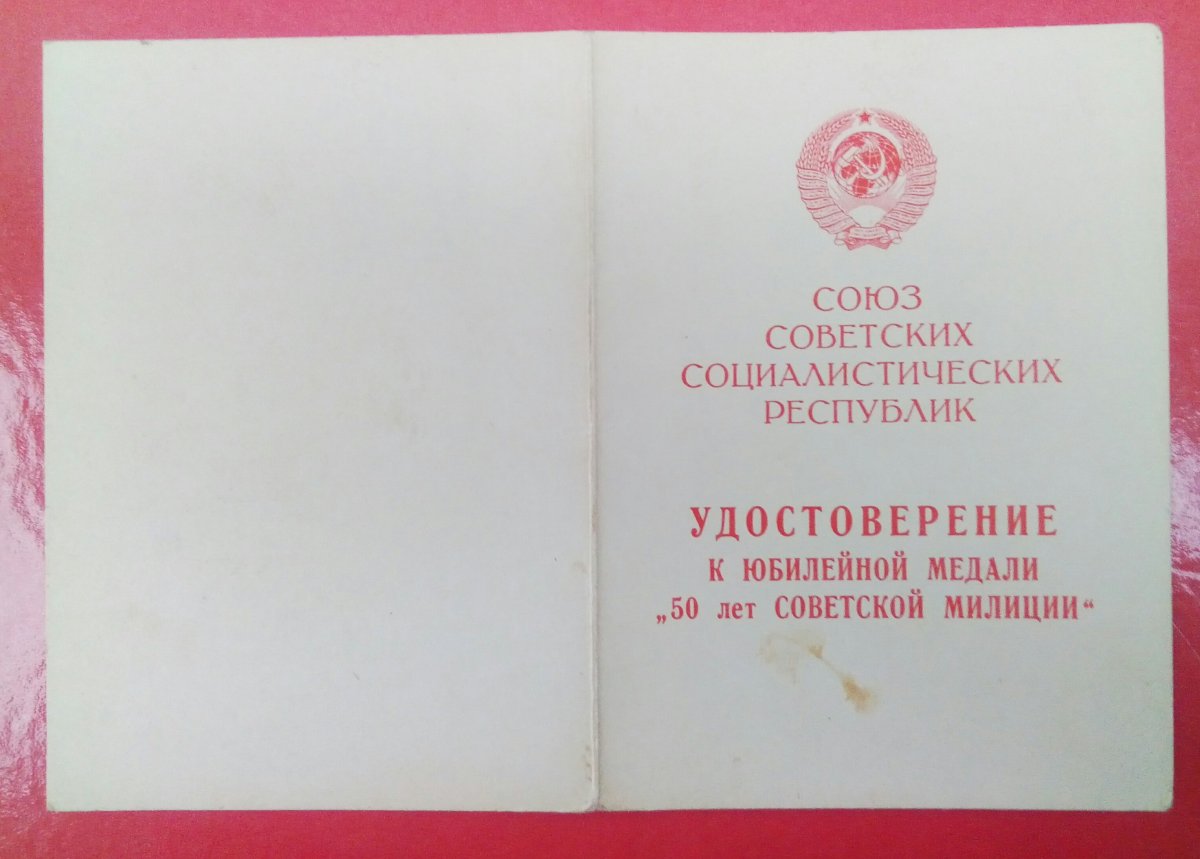 СОЮЗ
СОВЕТСКИХ
СОЦИАЛИСТИЧЕСКИХ
РЕСПУБЛИК
УДОСТОВЕРЕНИЕ
К ЮБИЛЕЙНОЙ МЕДАЛИ
„50 лет СОВЕТСКОЙ МИЛИЦИИ“